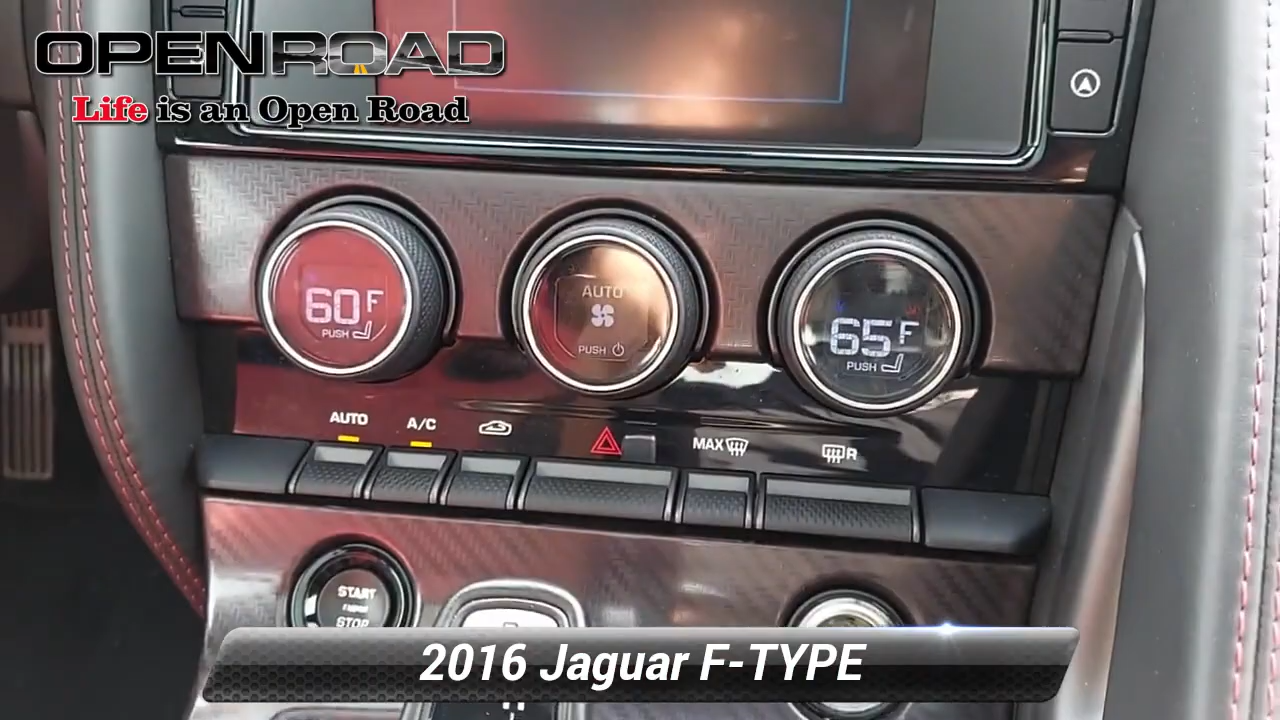 OPENROAD
Life is an Open Road
60F
PUSH
AUTO
PUSH
65F
PUSH
AUTO
A/C
MAX
R
START
STOP
2016 Jaguar F-TYPE